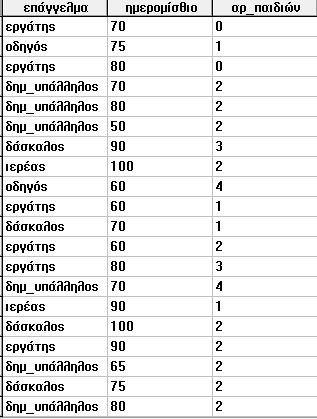 επάγγελμα ημερομίσθιο αρ_παιδιών
εργάτης 70 0
οδηγός 75 1
εργάτης 80 0
δημ_υπάλληλος 70 2
δημ_υπάλληλος 80 2
δημ_υπάλληλος 50 2
δάσκαλος 90 3
ιερέας 100 2
οδηγός 60 4
εργάτης 60 1
δάσκαλος 70 1
εργάτης 60 2
εργάτης 80 3
δημ_υπάλληλος 70 4
ιερέας 90 1
δάσκαλος 100 2
εργάτης 90 2
δημ_υπάλληλος 65 2
δάσκαλος 75 2
δημ_υπάλληλος 80 2